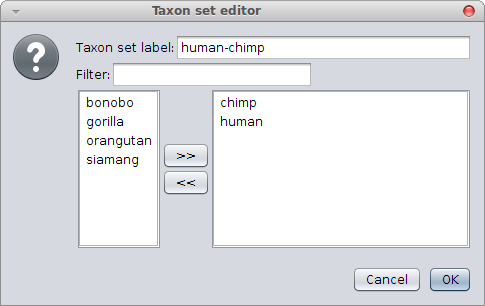 Taxon set editor
?
Taxon set label: human-chimp
Filter:
bonobo
gorilla
orangutan
siamang
>>
<<
chimp
human
Cancel OK